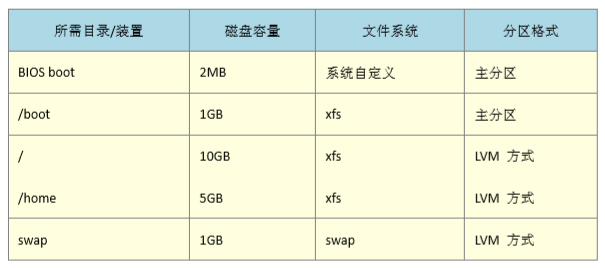 所需目录/装置 磁盘容量 文件系统 分区格式
BIOS boot 2MB 系统自定义 主分区
/boot 1GB xfs 主分区
/ 10GB xfs LVM 方式
/home 5GB xfs LVM 方式
swap 1GB swap LVM 方式